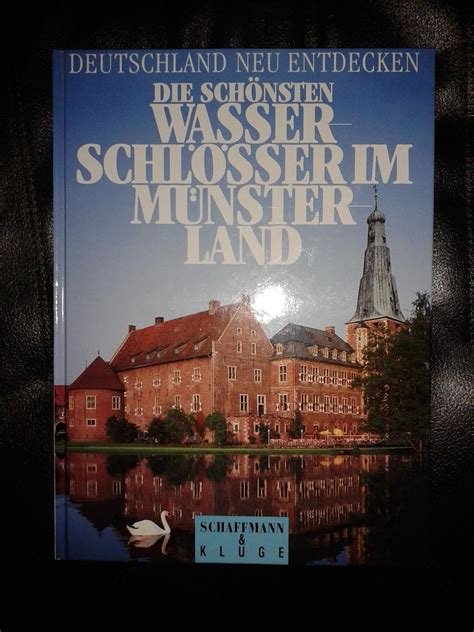 DEUTSCHLAND NEU ENTDECKEN
DIE SCHÖNSTEN
WASSER-
SCHLÖSSER IM
MÜNSTER-
LAND
SCHAFFMANN
&
KLUGE